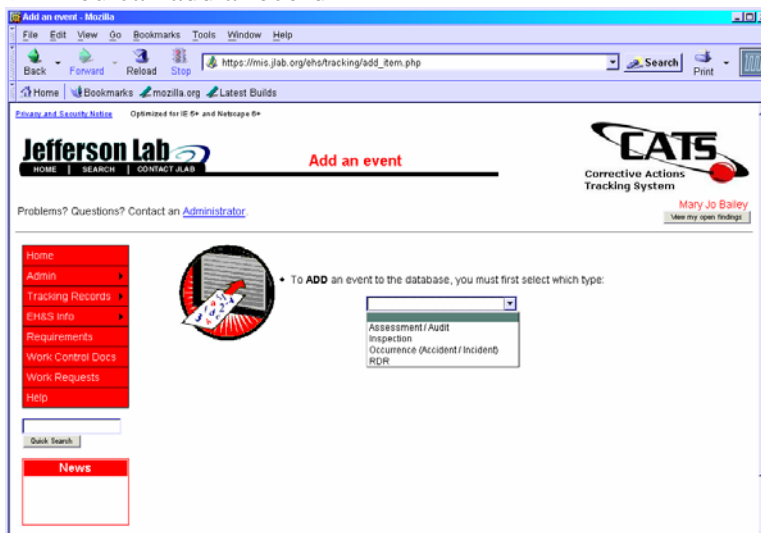 Add an event - Mozilla
File Edit View Go Bookmarks Tools Window Help
Back Forward Reload Stop https://mis.jlab.org/ehs/tracking/add_item.php Search Print
Home Bookmarks mozilla.org Latest Builds
Privacy and Security Notice Optimized for IE 5+ and Netscape 6+
Jefferson Lab
HOME | SEARCH | CONTACT JLAB
Add an event
CATS
Corrective Actions
Tracking System
Problems? Questions? Contact an Administrator.
Mary Jo Bailey
View my open findings
Home
Admin
Tracking Records
EH&S Info
Requirements
Work Control Docs
Work Requests
Help
Quick Search
News
• To ADD an event to the database, you must first select which type:
Assessment / Audit
Inspection
Occurrence (Accident / Incident)
RDR